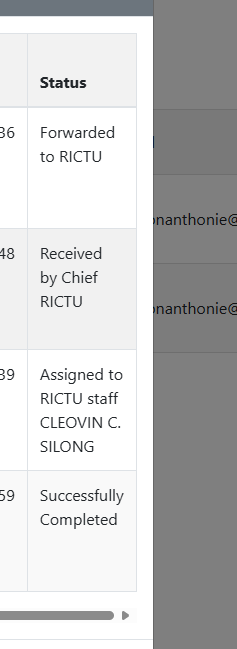 Status
36 Forwarded
to RICTU
onanthonie@
48 Received
by Chief
RICTU
onanthonie@
39 Assigned to
RICTU staff
CLEOVIN C.
SILONG
59 Successfully
Completed